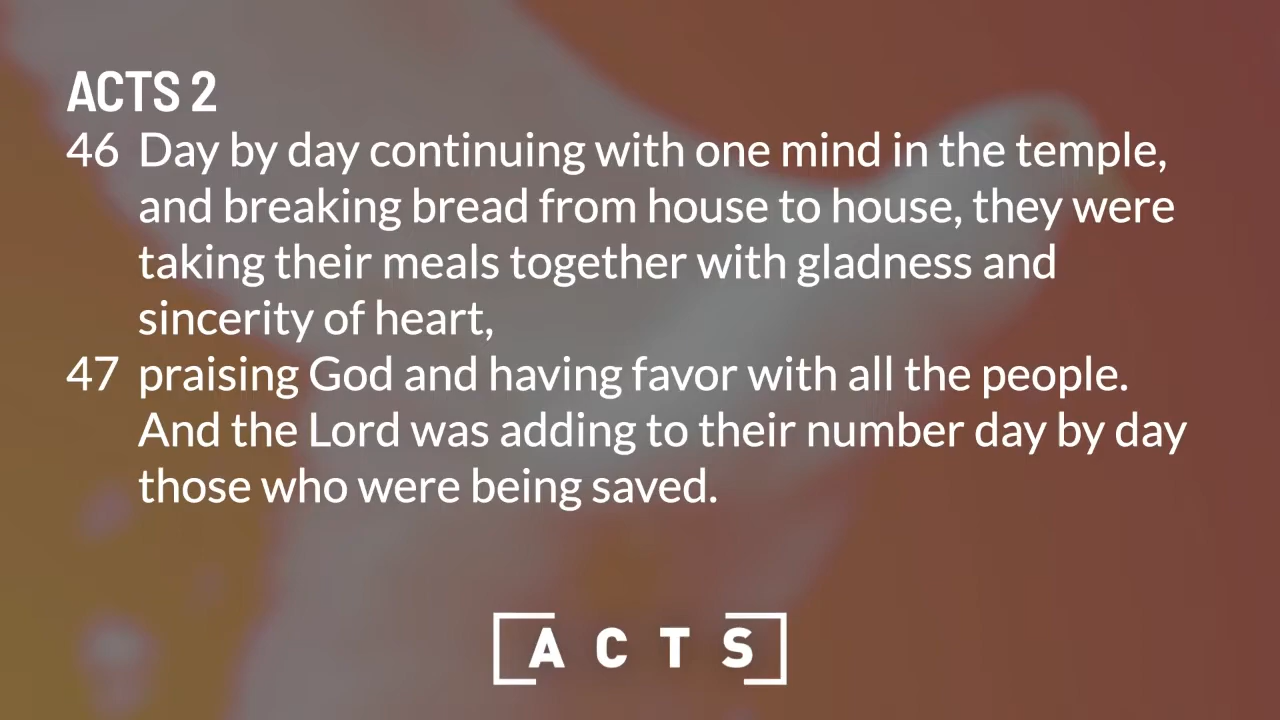 ACTS 2
46 Day by day continuing with one mind in the temple,
and breaking bread from house to house, they were
taking their meals together with gladness and
sincerity of heart,
47 praising God and having favor with all the people.
And the Lord was adding to their number day by day
those who were being saved.
ACTS